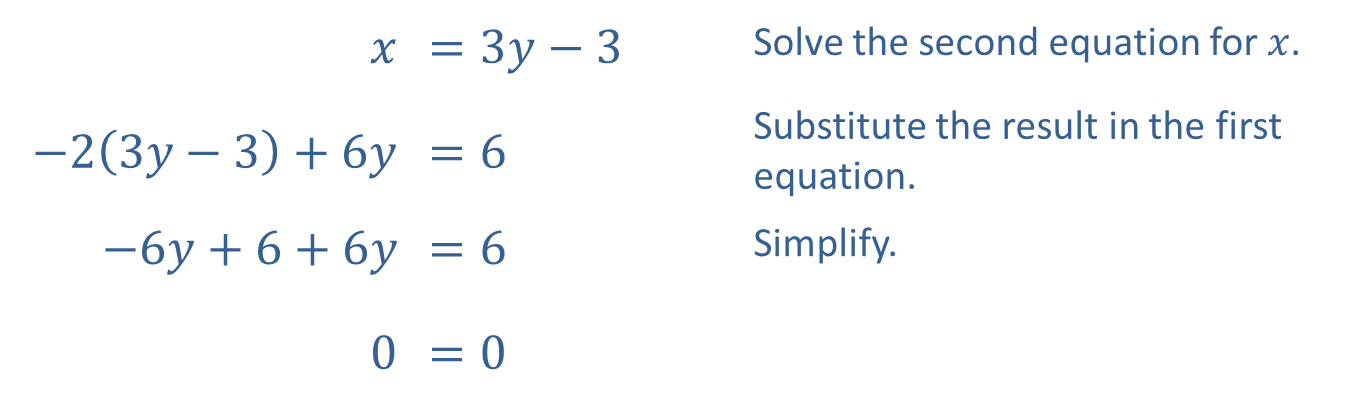 x = 3y − 3 Solve the second equation for x.
−2(3y − 3) + 6y = 6 Substitute the result in the first
equation.
−6y + 6 + 6y = 6 Simplify.
0 = 0